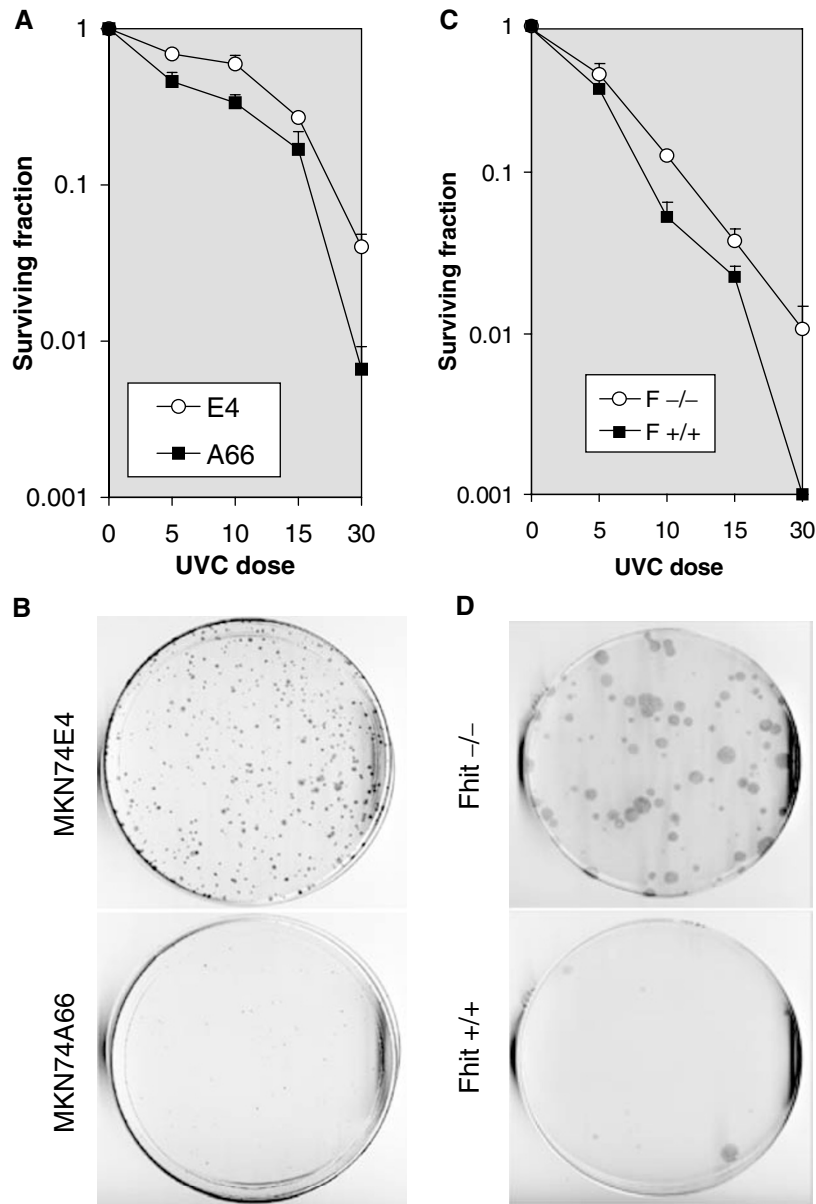 A
1
0.1
0.01
0.001
Surviving fraction
E4
A66
0 5 10 15 30
UVC dose
C
1
0.1
0.01
0.001
Surviving fraction
F –/–
F +/+
0 5 10 15 30
UVC dose
B
MKN74E4
MKN74A66
D
Fhit –/–
Fhit +/+